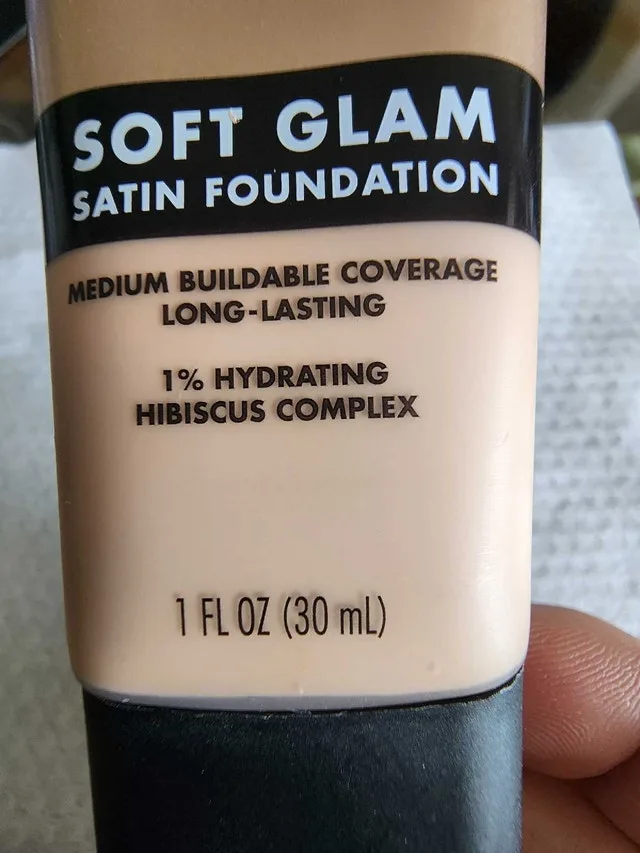 SOFT GLAM
SATIN FOUNDATION
MEDIUM BUILDABLE COVERAGE
LONG-LASTING
1% HYDRATING
HIBISCUS COMPLEX
1 FL OZ (30 mL)